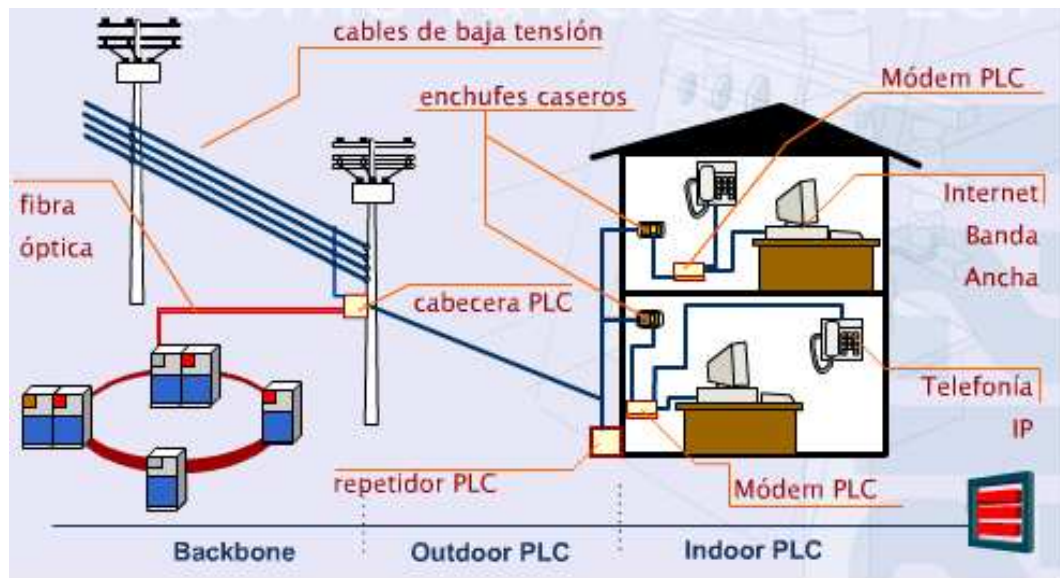 cables de baja tensión
enchufes caseros
Módem PLC
fibra
óptica
Internet
Banda
Ancha
cabecera PLC
Telefonía
IP
repetidor PLC
Módem PLC
Backbone
Outdoor PLC
Indoor PLC